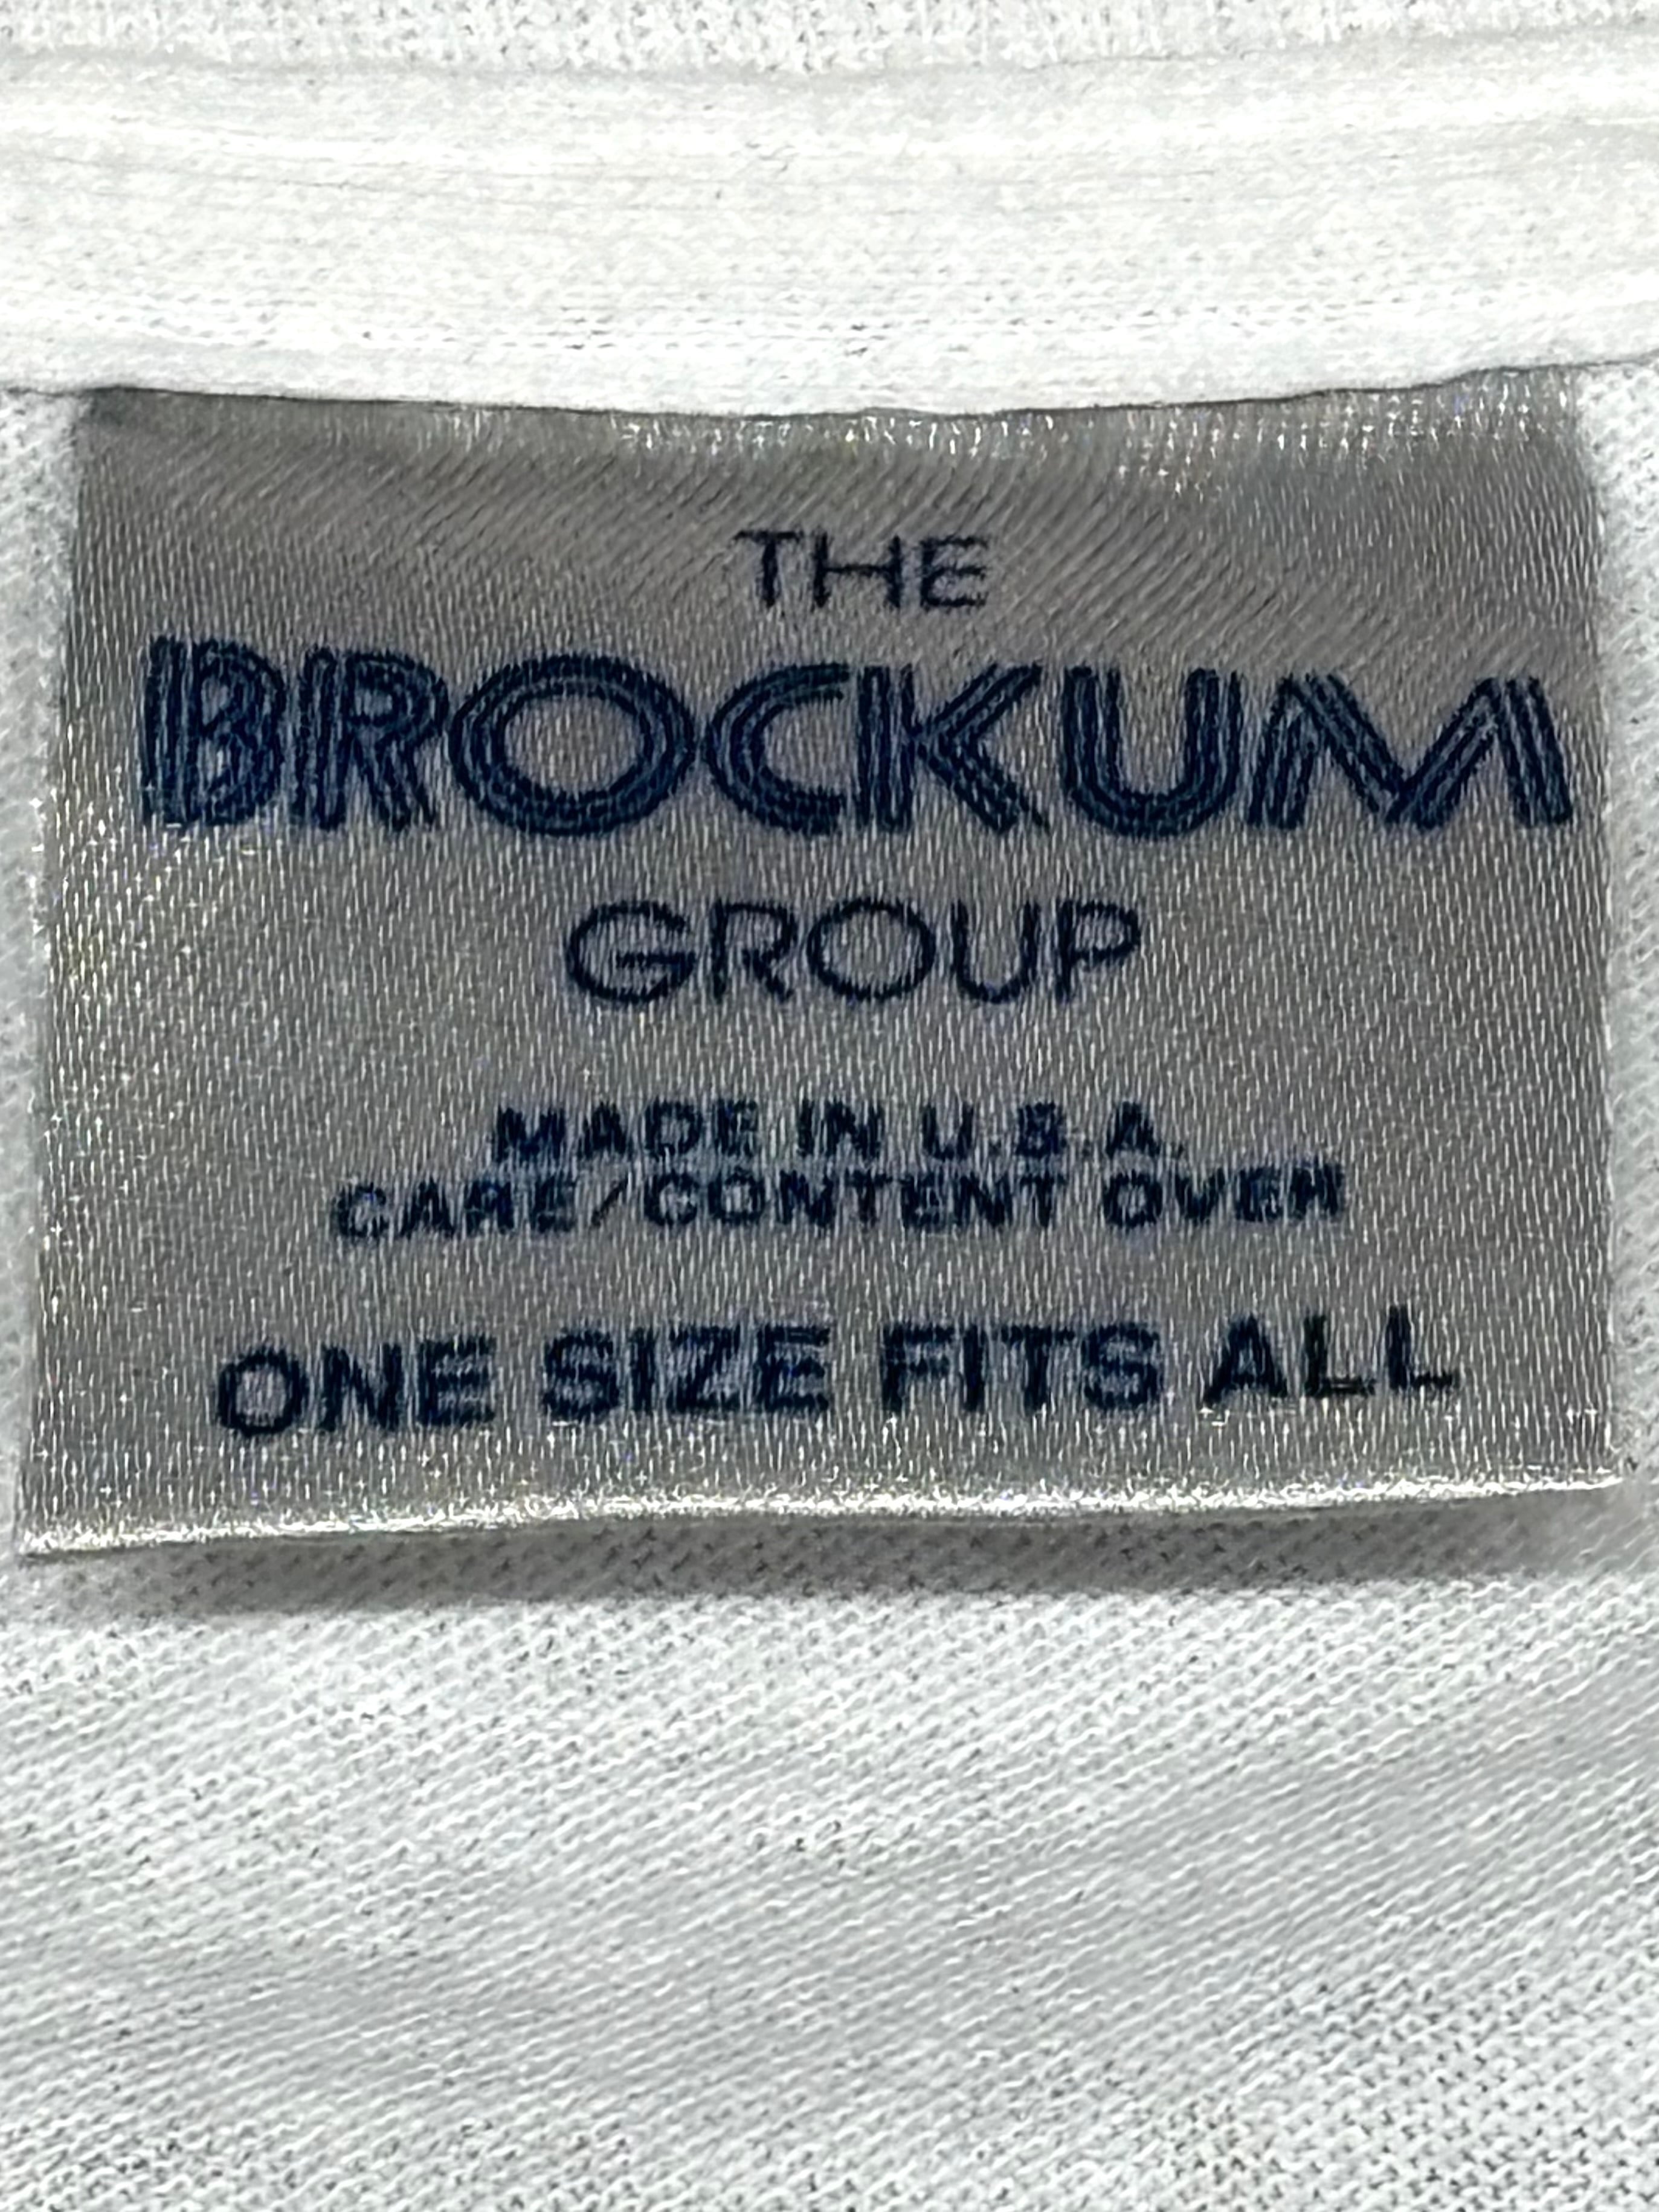 THE
BROCKUM
GROUP
MADE IN U.S.A.
CARE/CONTENT OVER
ONE SIZE FITS ALL